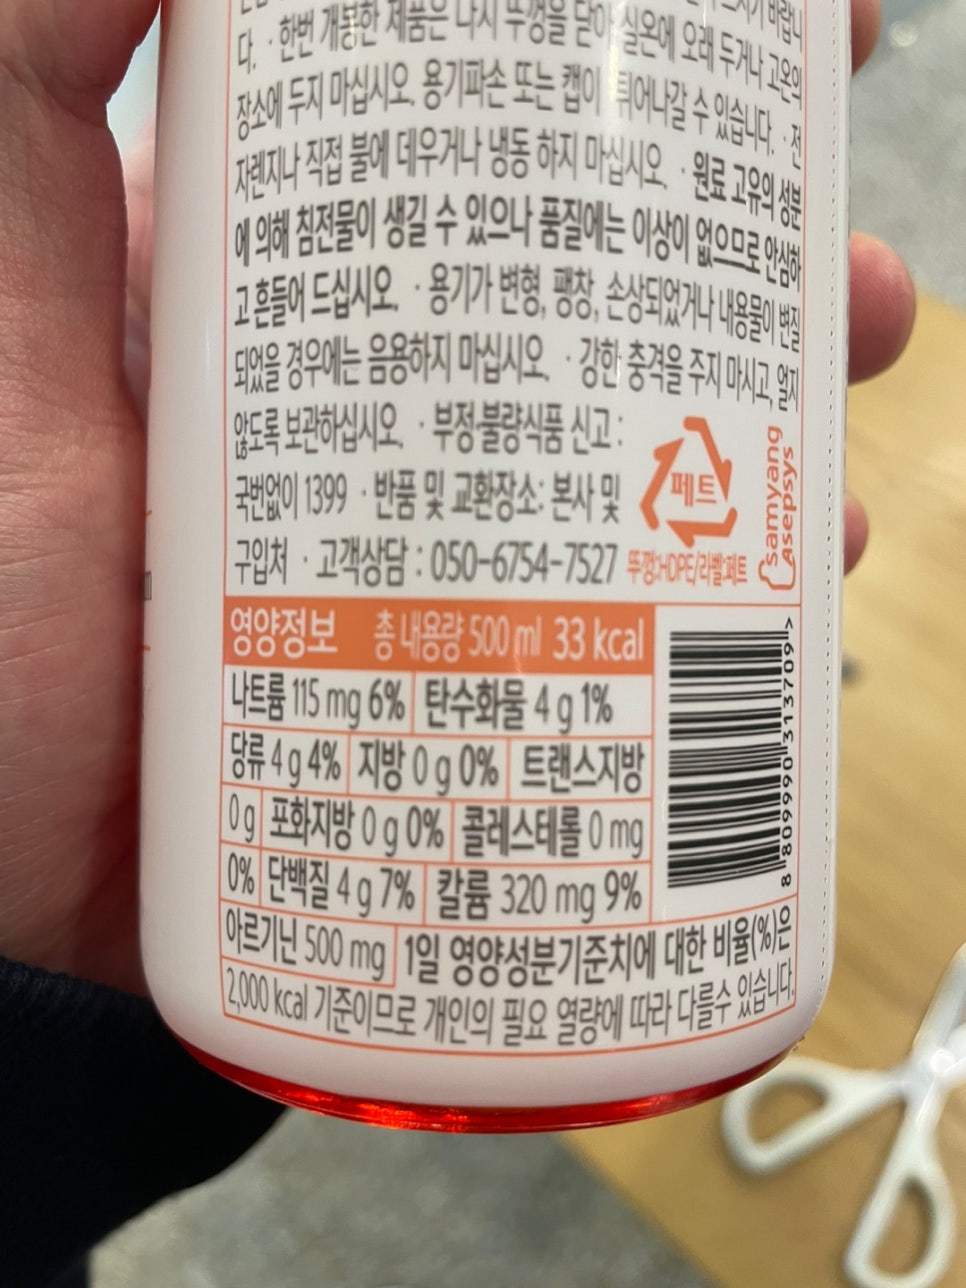 다. · 한번 개봉한 제품은 다시 뚜껑을 닫아 실온에 오래 두거나 고온의
장소에 두지 마십시오. 용기파손 또는 캡이 튀어나갈 수 있습니다. · 전
자렌지나 직접 불에 데우거나 냉동 하지 마십시오. · 원료 고유의 성분
에 의해 침전물이 생길 수 있으나 품질에는 이상이 없으므로 안심하
고 흔들어 드십시오. · 용기가 변형, 팽창, 손상되었거나 내용물이 변질
되었을 경우에는 음용하지 마십시오. · 강한 충격을 주지 마시고, 얼지
않도록 보관하십시오. · 부정·불량식품 신고 :
국번없이 1399 · 반품 및 교환장소: 본사 및
구입처 · 고객상담 : 050-6754-7527
페트
뚜껑:HDPE/라벨:페트
samyang
Asepsys
영양정보 총 내용량 500 ml 33 kcal
나트륨 115 mg 6% 탄수화물 4 g 1%
당류 4 g 4% 지방 0 g 0% 트랜스지방
0 g 포화지방 0 g 0% 콜레스테롤 0 mg
0% 단백질 4 g 7% 칼륨 320 mg 9%
아르기닌 500 mg 1일 영양성분기준치에 대한 비율(%)은
2,000 kcal 기준이므로 개인의 필요 열량에 따라 다를수 있습니다.
8 809990 313709 >